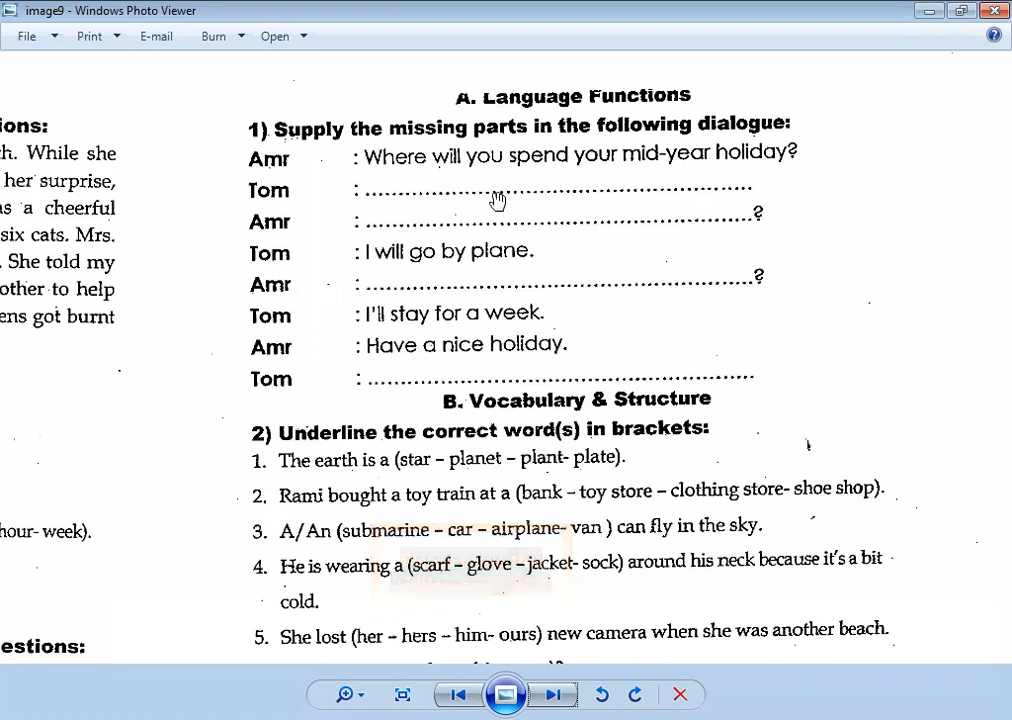 image9 - Windows Photo Viewer
File Print E-mail Burn Open
ions:
ch. While she
her surprise,
as a cheerful
six cats. Mrs.
. She told my
other to help
ens got burnt
hour- week).
estions:
A. Language Functions
1) Supply the missing parts in the following dialogue:
Amr : Where will you spend your mid-year holiday?
Tom : ..........................................................
Amr : ..........................................................?
Tom : I will go by plane.
Amr : ..........................................................?
Tom : I'll stay for a week.
Amr : Have a nice holiday.
Tom : ..........................................................
B. Vocabulary & Structure
2) Underline the correct word(s) in brackets:
1. The earth is a (star – planet – plant- plate).
2. Rami bought a toy train at a (bank – toy store – clothing store- shoe shop).
3. A/An (submarine – car – airplane- van ) can fly in the sky.
4. He is wearing a (scarf – glove –jacket- sock) around his neck because it's a bit
cold.
5. She lost (her – hers – him- ours) new camera when she was another beach.